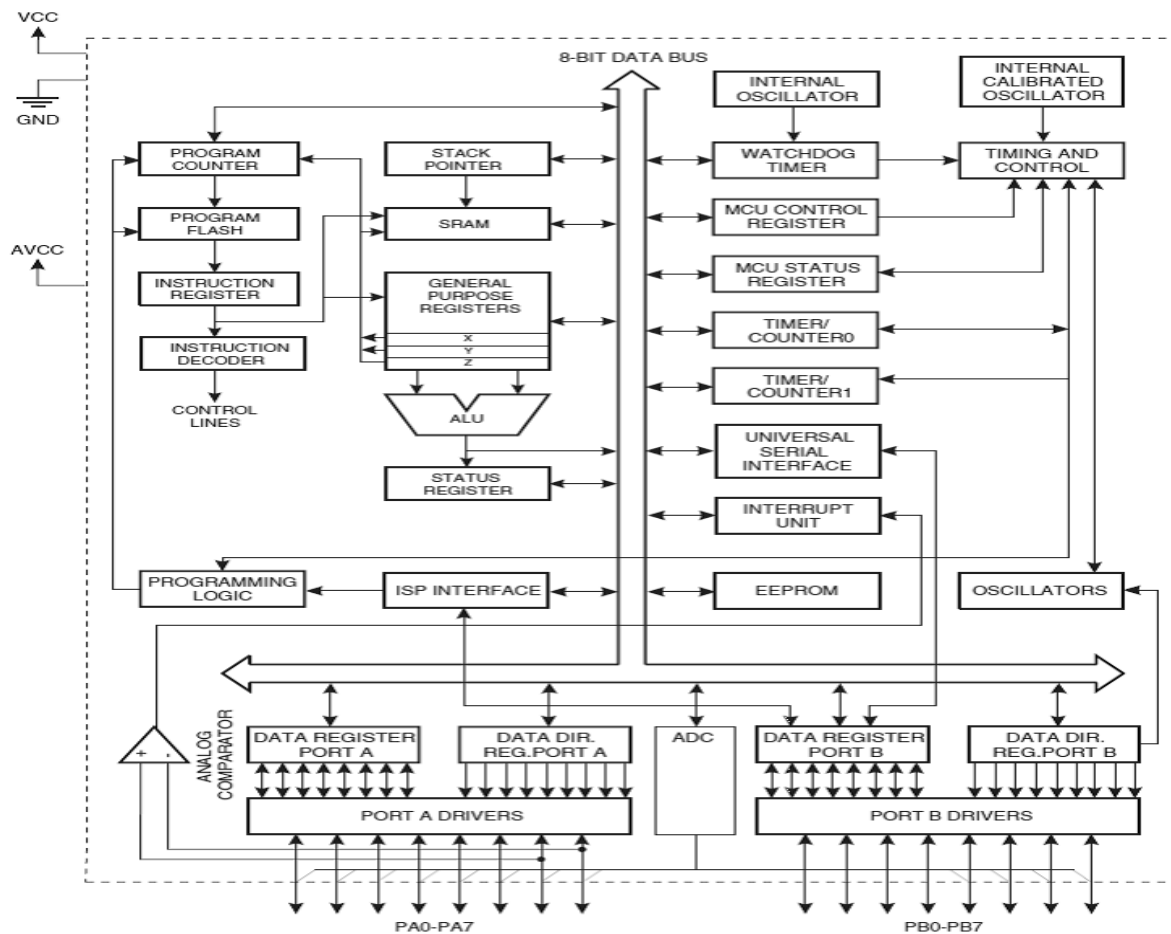 VCC
GND
AVCC
8-BIT DATA BUS
INTERNAL
OSCILLATOR
INTERNAL
CALIBRATED
OSCILLATOR
PROGRAM
COUNTER
STACK
POINTER
WATCHDOG
TIMER
TIMING AND
CONTROL
PROGRAM
FLASH
SRAM
MCU CONTROL
REGISTER
INSTRUCTION
REGISTER
GENERAL
PURPOSE
REGISTERS
X
Y
Z
MCU STATUS
REGISTER
INSTRUCTION
DECODER
TIMER/
COUNTER0
CONTROL
LINES
ALU
TIMER/
COUNTER1
STATUS
REGISTER
UNIVERSAL
SERIAL
INTERFACE
INTERRUPT
UNIT
PROGRAMMING
LOGIC
ISP INTERFACE
EEPROM
OSCILLATORS
+
-
ANALOG
COMPARATOR
DATA REGISTER
PORT A
DATA DIR.
REG.PORT A
ADC
DATA REGISTER
PORT B
DATA DIR.
REG.PORT B
PORT A DRIVERS
PORT B DRIVERS
PA0-PA7
PB0-PB7